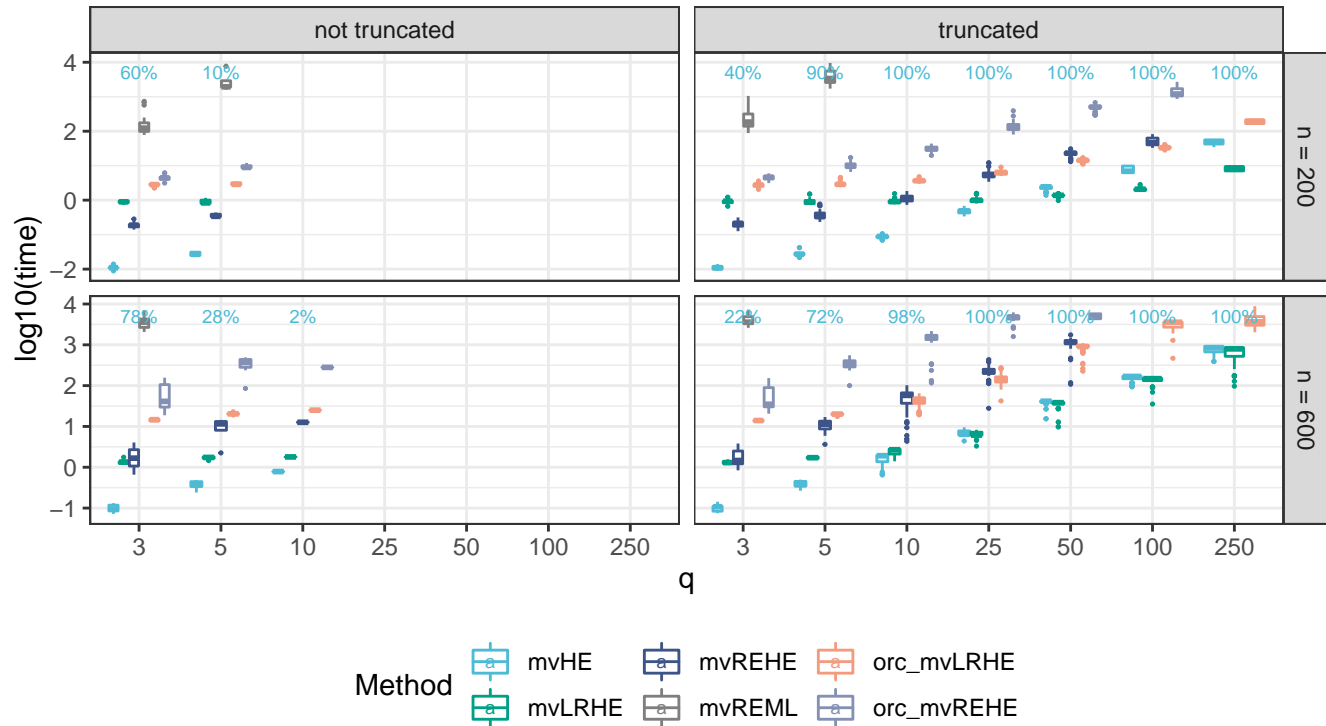 not truncated
truncated
4
2
0
−2
60%
10%
40%
90%
100%
100%
100%
100%
100%
n = 200
4
3
2
1
0
−1
78%
28%
2%
22%
72%
98%
100%
100%
100%
100%
n = 600
log10(time)
3 5 10 25 50 100 250
3 5 10 25 50 100 250
q
Method
a mvHE
a mvREHE
a orc_mvLRHE
a mvLRHE
a mvREML
a orc_mvREHE